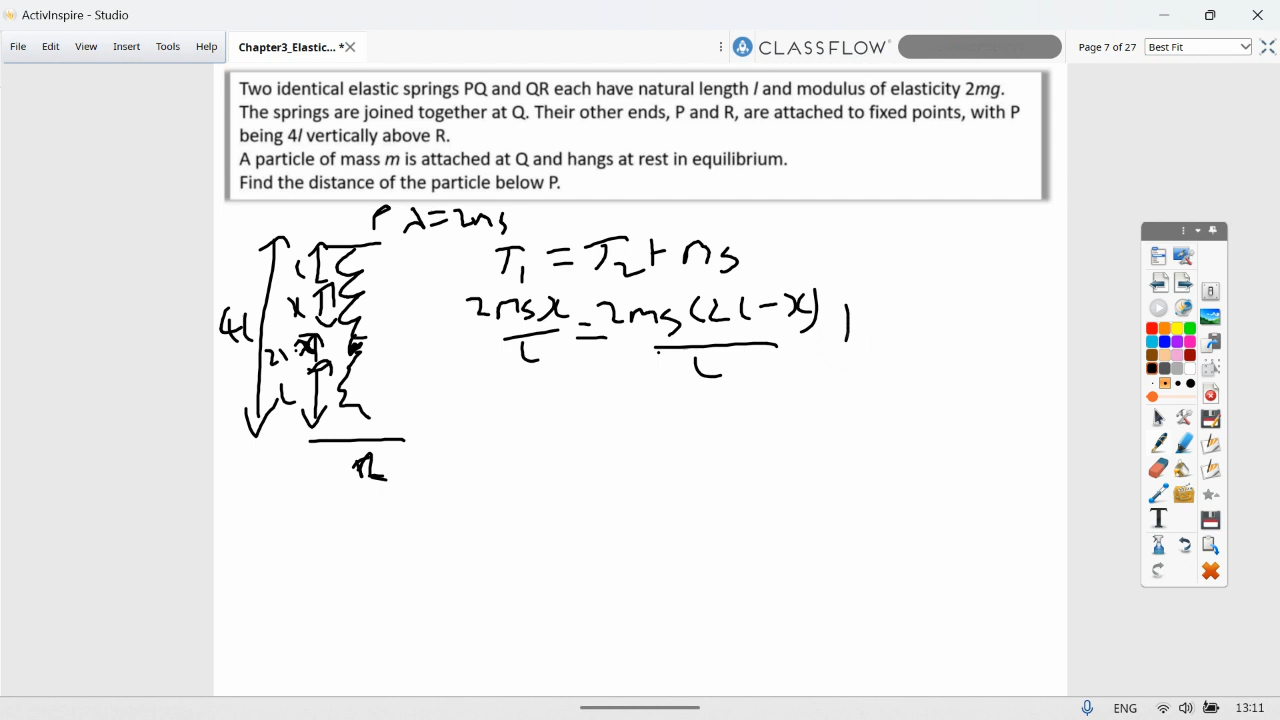 ActivInspire - Studio
File Edit View Insert Tools Help
Chapter3_Elastic... *
CLASSFLOW
Page 7 of 27
Best Fit
Two identical elastic springs PQ and QR each have natural length l and modulus of elasticity 2mg.
The springs are joined together at Q. Their other ends, P and R, are attached to fixed points, with P
being 4l vertically above R.
A particle of mass m is attached at Q and hangs at rest in equilibrium.
Find the distance of the particle below P.
P λ=2mg
T₁ = T₂ + mg
2mgx/l = 2mg(2l-x)/l
l
x
4l
2l-x
l
R
ENG
13:11